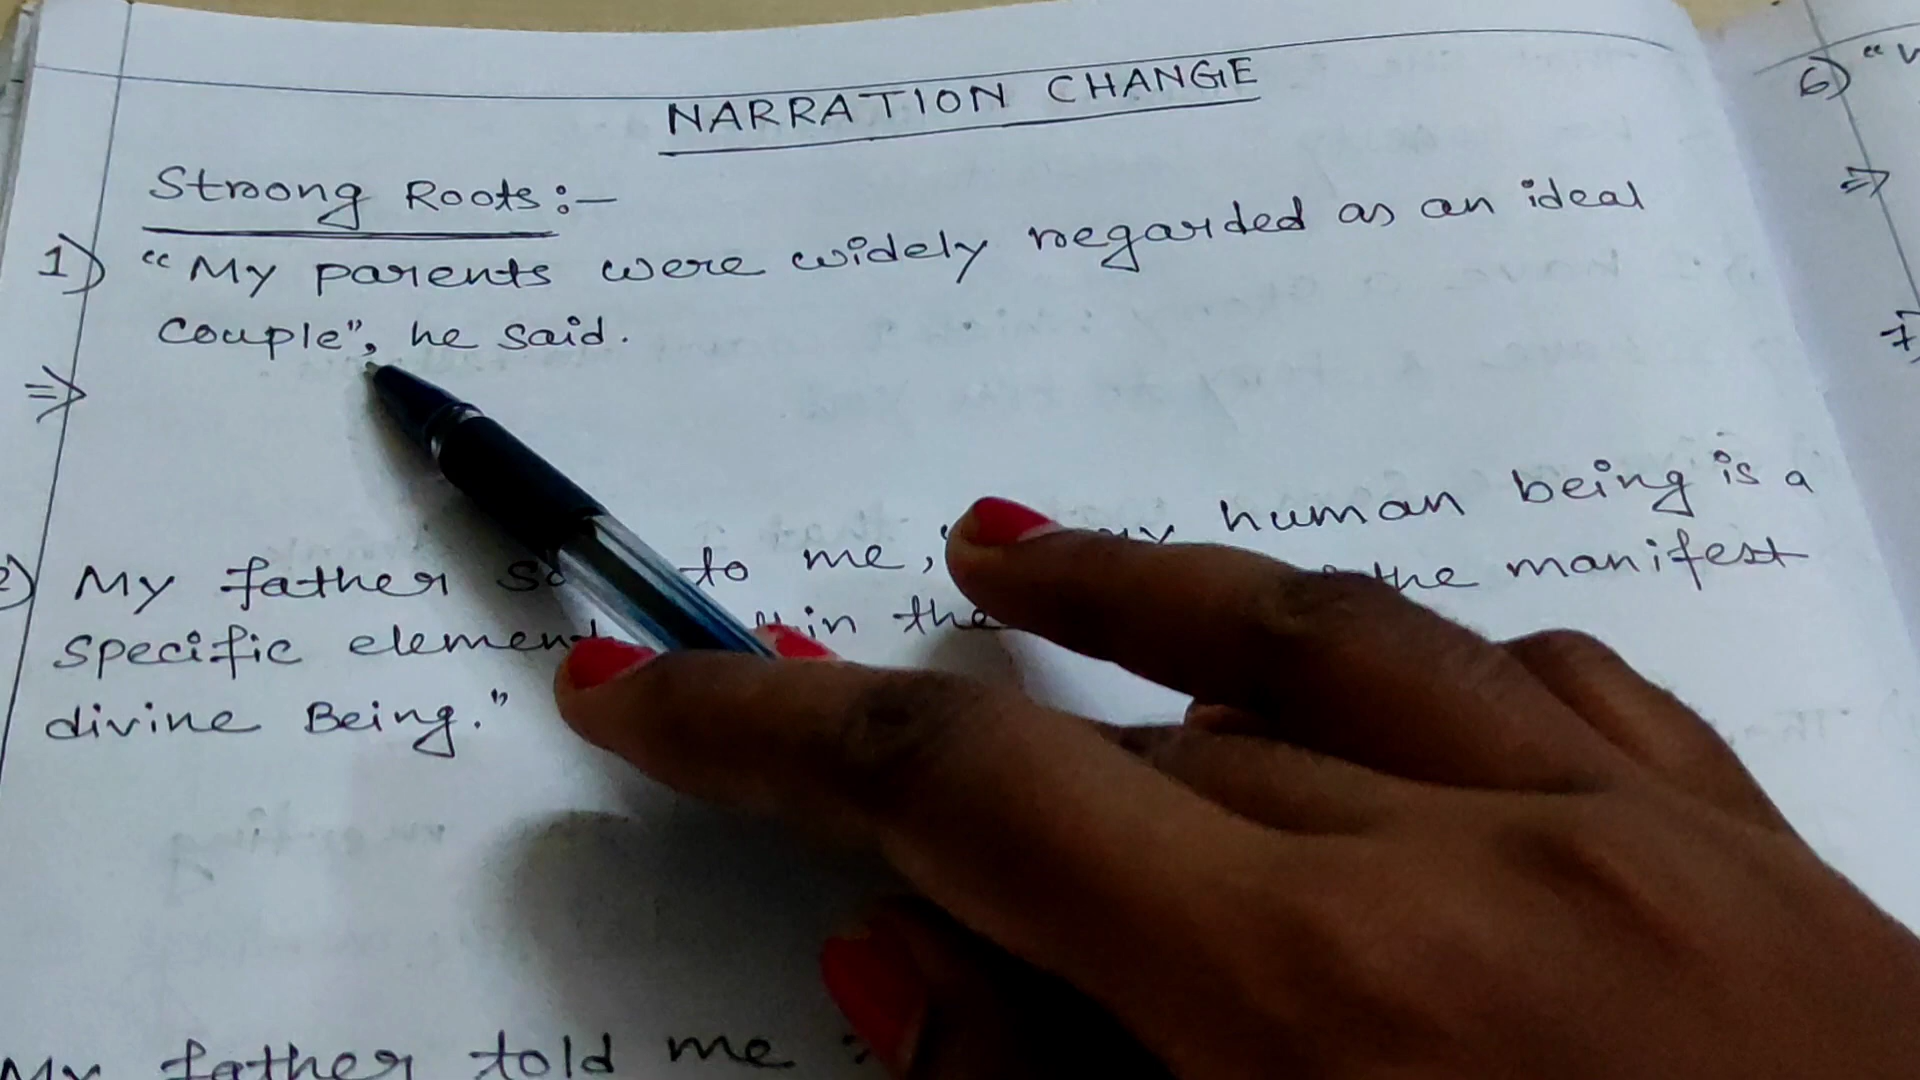 NARRATION CHANGE
6) "
Strong Roots:-
1) "My parents were widely regarded as an ideal
couple", he said.
=>
2) My father to me," human being is a
specific element in the the manifest
divine Being."
My father told me
=>
7)